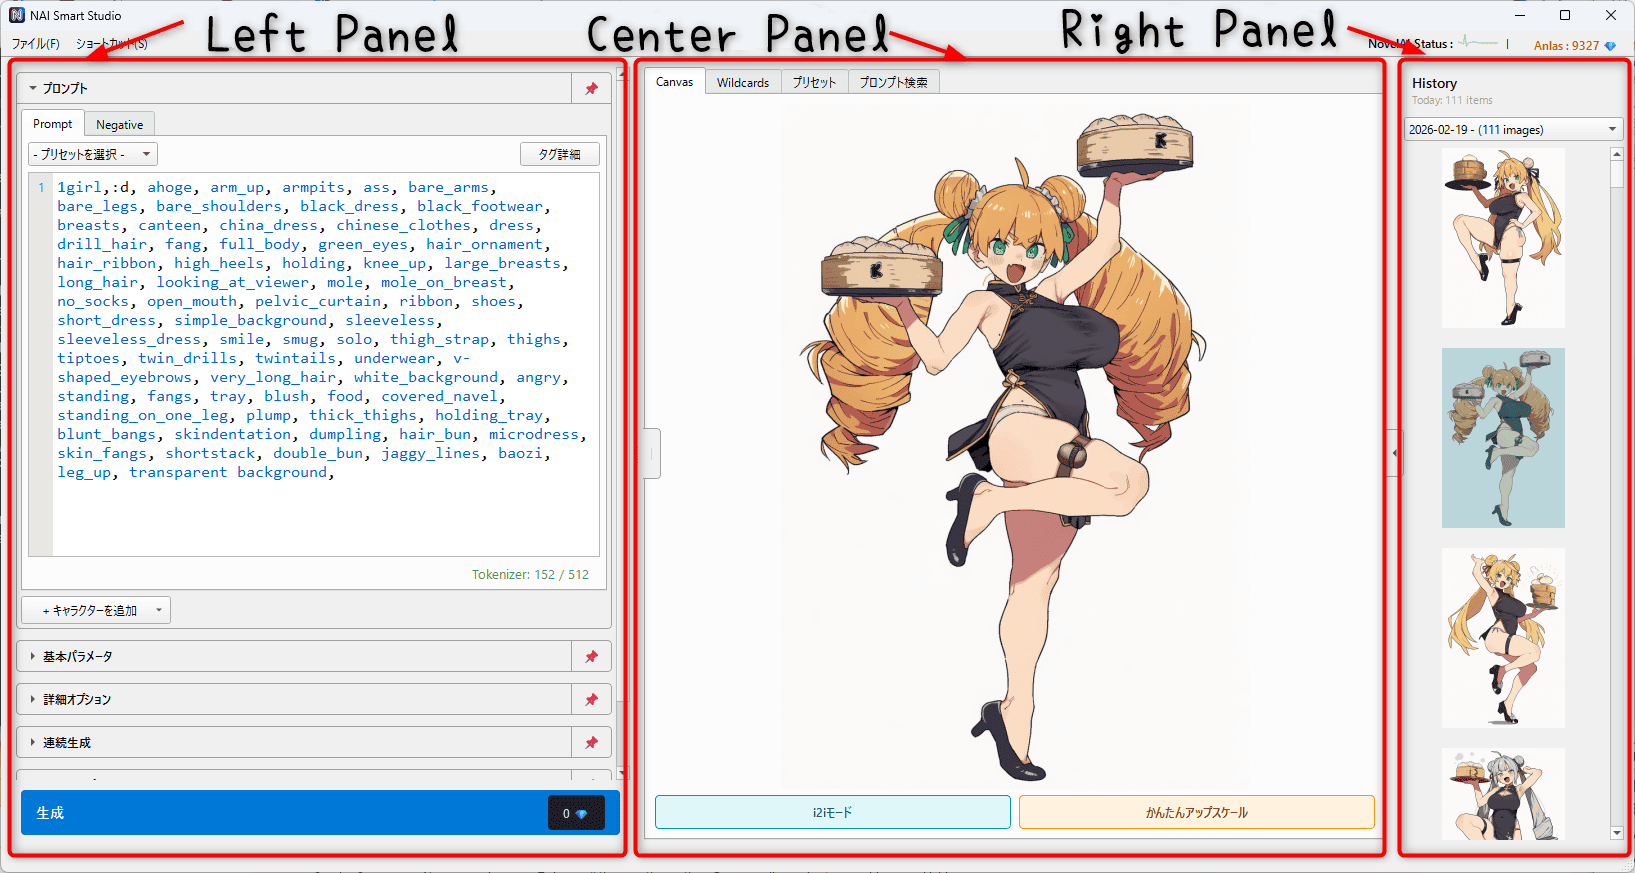 NAI Smart Studio
ファイル(F) ショートカット(S)
Left Panel
Center Panel
Right Panel
NovelAI Status : |
Anlas : 9327
プロンプト
Prompt
Negative
- プリセットを選択 -
タグ詳細
1
1girl,:d, ahoge, arm_up, armpits, ass, bare_arms,
bare_legs, bare_shoulders, black_dress, black_footwear,
breasts, canteen, china_dress, chinese_clothes, dress,
drill_hair, fang, full_body, green_eyes, hair_ornament,
hair_ribbon, high_heels, holding, knee_up, large_breasts,
long_hair, looking_at_viewer, mole, mole_on_breast,
no_socks, open_mouth, pelvic_curtain, ribbon, shoes,
short_dress, simple_background, sleeveless,
sleeveless_dress, smile, smug, solo, thigh_strap, thighs,
tiptoes, twin_drills, twintails, underwear, v-
shaped_eyebrows, very_long_hair, white_background, angry,
standing, fangs, tray, blush, food, covered_navel,
standing_on_one_leg, plump, thick_thighs, holding_tray,
blunt_bangs, skindentation, dumpling, hair_bun, microdress,
skin_fangs, shortstack, double_bun, jaggy_lines, baozi,
leg_up, transparent background,
Tokenizer: 152 / 512
+ キャラクターを追加
基本パラメータ
詳細オプション
連続生成
生成
0
Canvas
Wildcards
プリセット
プロンプト検索
K
K
i2iモード
かんたんアップスケール
History
Today: 111 items
2026-02-19 - (111 images)